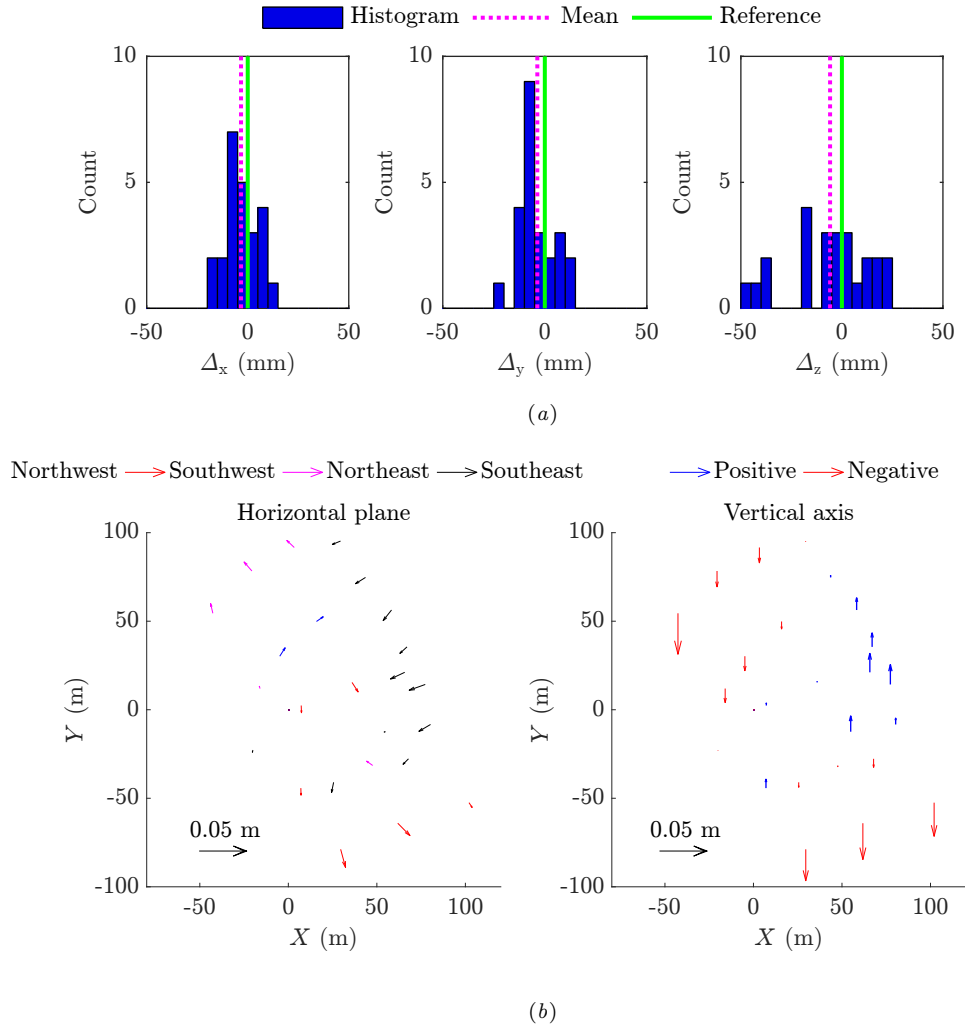 Histogram Mean Reference
10 10 10
5 5 5
0 0 0
Count Count Count
-50 0 50 -50 0 50 -50 0 50
Δx (mm) Δy (mm) Δz (mm)
(a)
Northwest Southwest Northeast Southeast Positive Negative
Horizontal plane Vertical axis
100 100
50 50
0 0
-50 -50
-100 -100
Y (m) Y (m)
0.05 m 0.05 m
-50 0 50 100 -50 0 50 100
X (m) X (m)
(b)